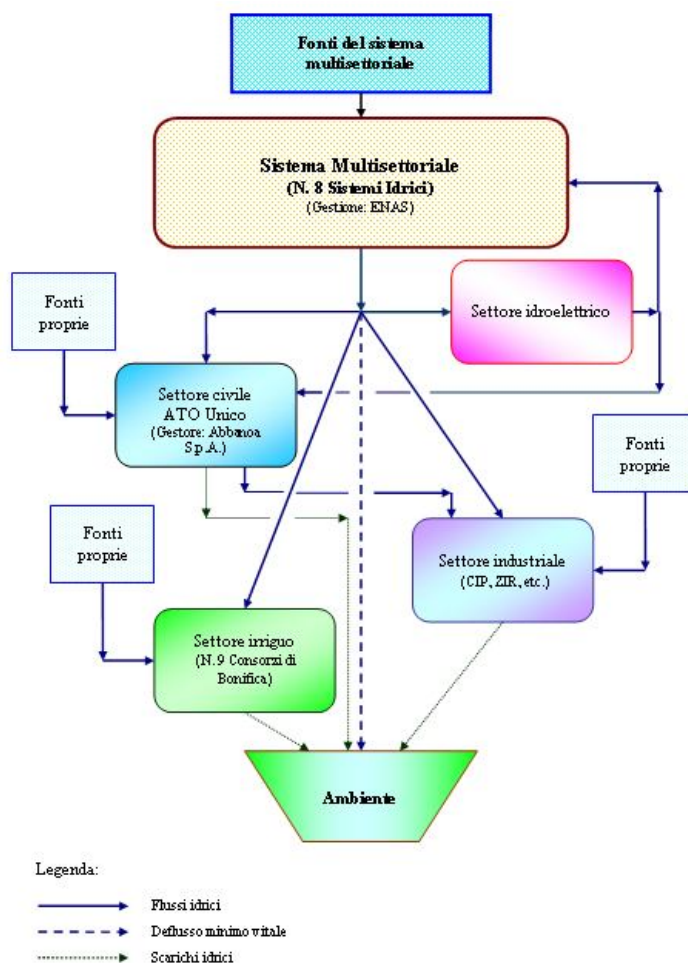 Fonti del sistema
multisettoriale
Sistema Multisettoriale
(N. 8 Sistemi Idrici)
(Gestione: ENAS)
Fonti
proprie
Settore idroelettrico
Settore civile
ATO Unico
(Gestore: Abbanoa
S.p.A.)
Fonti
proprie
Fonti
proprie
Settore industriale
(CIP, ZIR, etc.)
Settore irriguo
(N.9 Consorzi di
Bonifica)
Ambiente
Legenda:
Flussi idrici
Deflusso minimo vitale
Scarichi idrici